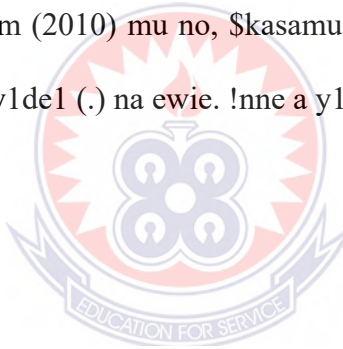 m (2010) mu no, $kasamu
y1de1 (.) na ewie. !nne a y1
EDUCATION FOR SERVICE